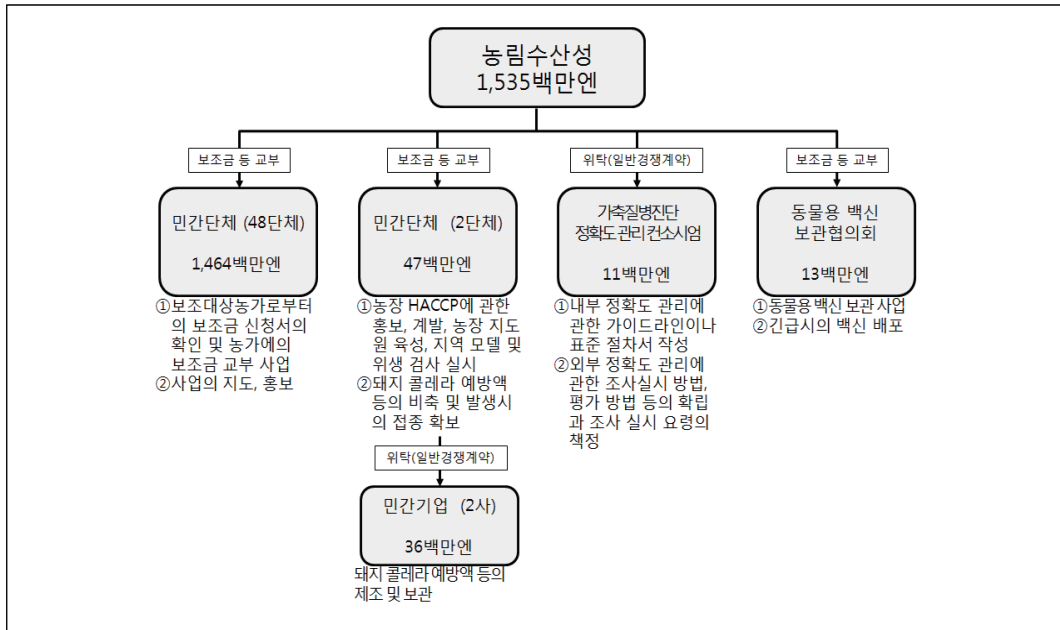 농림수산성
1,535백만엔
보조금 등 교부
보조금 등 교부
위탁(일반경쟁계약)
보조금 등 교부
민간단체 (48단체)
1,464백만엔
①보조대상농가로부터
의 보조금 신청서의
확인 및 농가에의
보조금 교부 사업
②사업의 지도, 홍보
민간단체 (2단체)
47백만엔
①농장 HACCP에 관한
홍보, 계발, 농장 지도
원 육성, 지역 모델 및
위생 검사 실시
②돼지 콜레라 예방액
등의 비축 및 발생시
의 접종 확보
위탁(일반경쟁계약)
민간기업 (2사)
36백만엔
돼지 콜레라 예방액 등의
제조 및 보관
가축질병진단
정확도 관리 컨소시엄
11백만엔
①내부 정확도 관리에
관한 가이드라인이나
표준 절차서 작성
②외부 정확도 관리에
관한 조사실시 방법,
평가 방법 등의 확립
과 조사 실시 요령의
책정
동물용 백신
보관협의회
13백만엔
①동물용 백신 보관 사업
②긴급시의 백신 배포